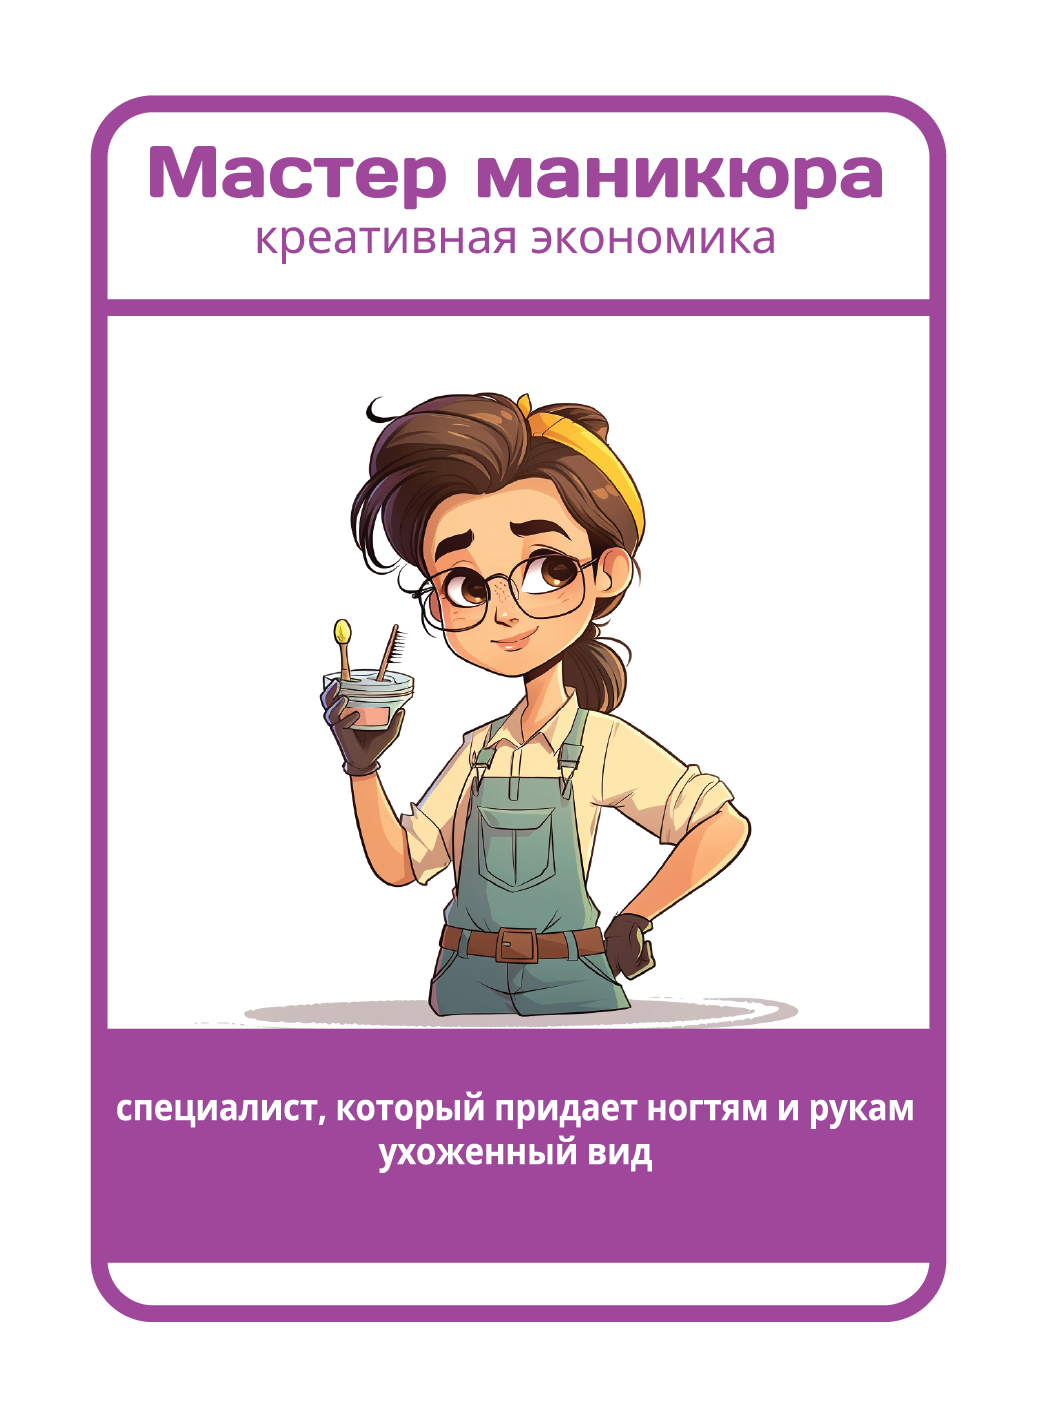 Мастер маникюра
креативная экономика
специалист, который придает ногтям и рукам
ухоженный вид